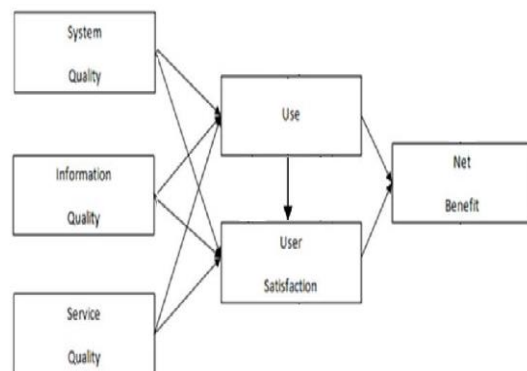 System
Quality
Information
Quality
Service
Quality
Use
User
Satisfaction
Net
Benefit